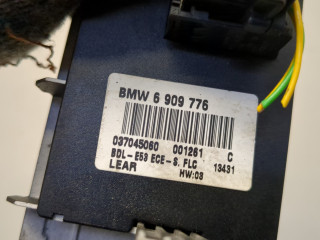 BMW 6 909 776
037045060 001261 C
BDL-E53 ECE-G. FLC 13431
LEAR HW:03